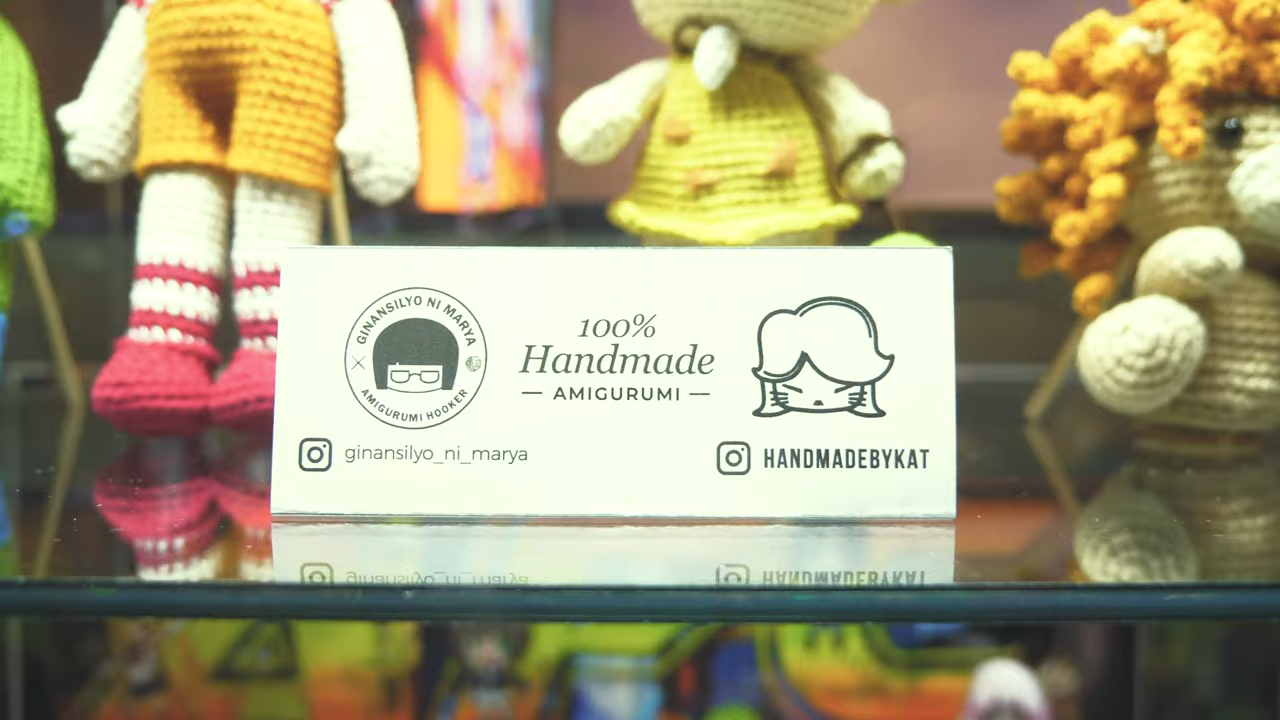 GINANSILYO NI MARYA
AMIGURUMI HOOKER
100%
Handmade
AMIGURUMI
ginansilyo_ni_marya
HANDMADEBYKAT